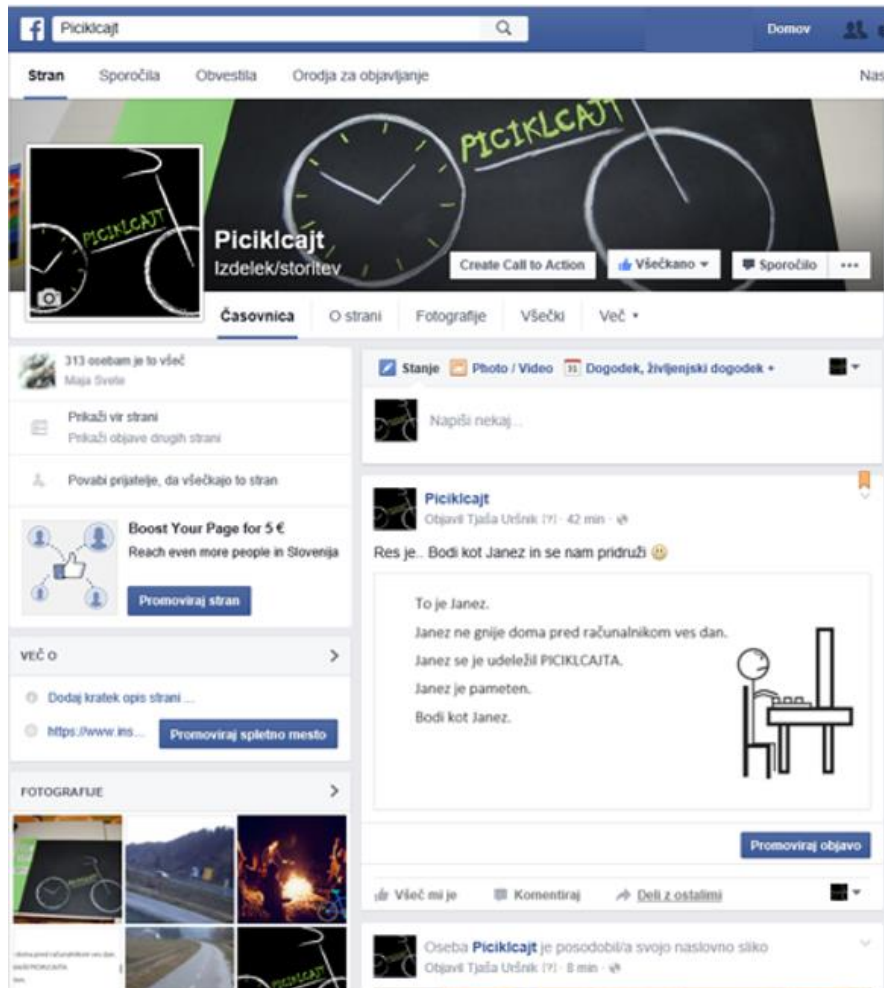 Piciklcajt
Domov
Stran Sporočila Obvestila Orodja za objavljanje Nas
PICIKLCAJT
PICIKLCAJT
Piciklcajt
Izdelek/storitev
Create Call to Action Všečkano Sporočilo
Časovnica O strani Fotografije Všečki Več
313 osebam je to všeč
Maja Svete
Prikaži vir strani
Prikaži objave drugih strani
Povabi prijatelje, da všečkajo to stran
Boost Your Page for 5 €
Reach even more people in Slovenija
Promoviraj stran
VEČ O
Dodaj kratek opis strani ...
https://www.ins... Promoviraj spletno mesto
FOTOGRAFIJE
Stanje Photo / Video 31 Dogodek, življenjski dogodek +
Napiši nekaj...
Piciklcajt
Objavil Tjaša Uršnik [?] · 42 min ·
Res je.. Bodi kot Janez in se nam pridruži
To je Janez.
Janez ne gnije doma pred računalnikom ves dan.
Janez se je udeležil PICIKLCAJTA.
Janez je pameten.
Bodi kot Janez.
Promoviraj objavo
Všeč mi je Komentiraj Deli z ostalimi
Oseba Piciklcajt je posodobil/a svojo naslovno sliko
Objavil Tjaša Uršnik [?] · 8 min ·